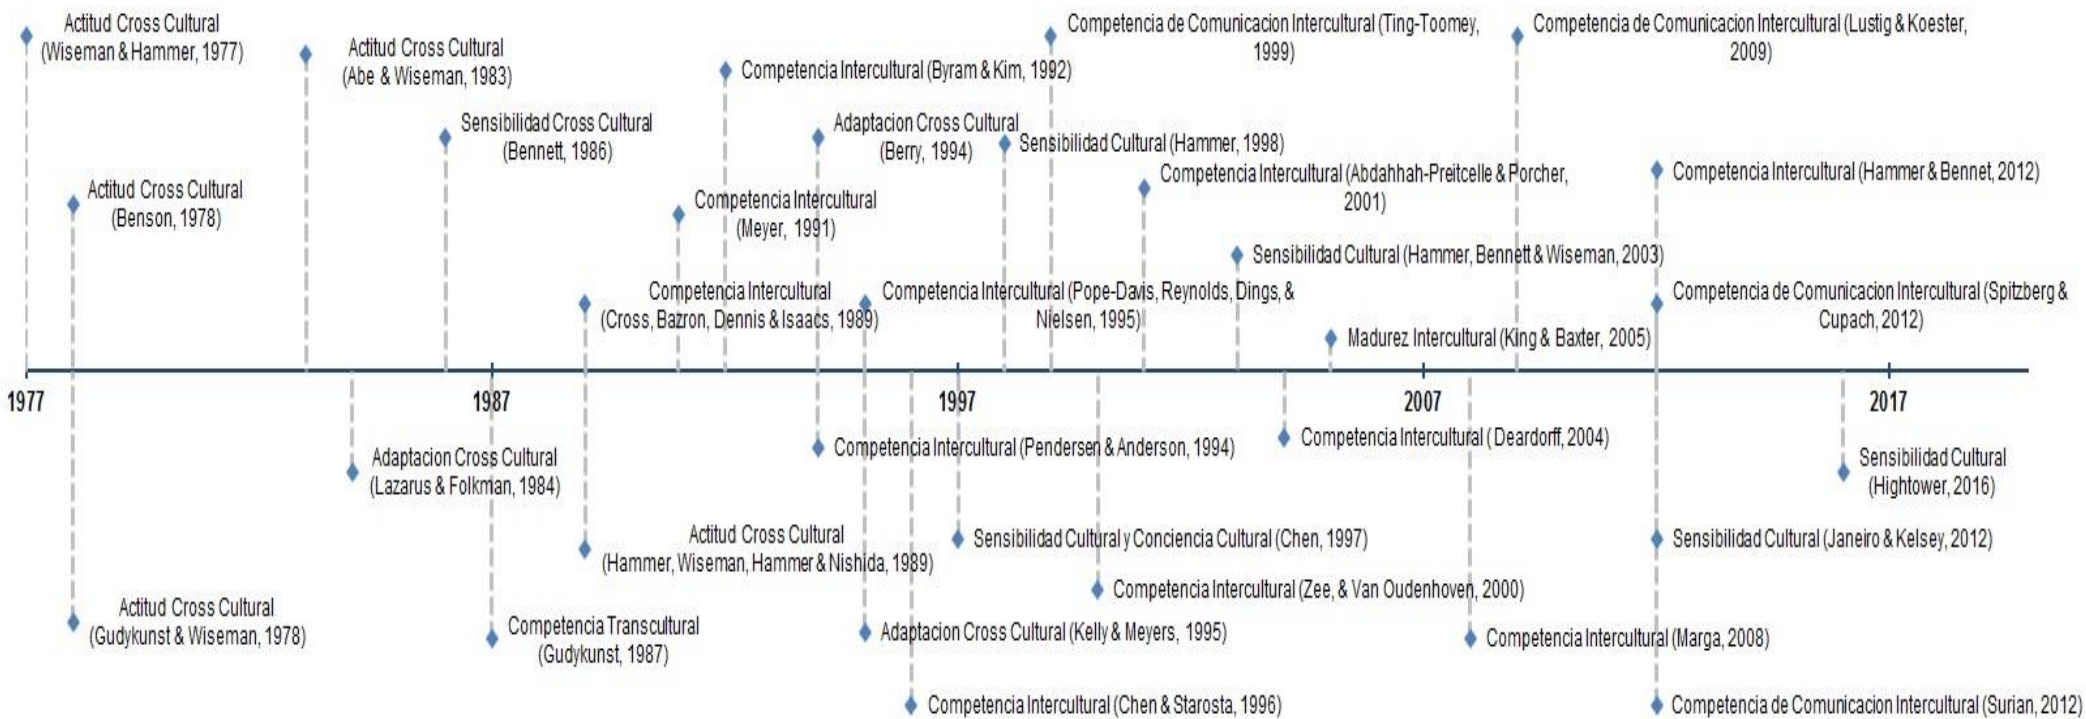 Actitud Cross Cultural
(Wiseman & Hammer, 1977)
Actitud Cross Cultural
(Abe & Wiseman, 1983)
Competencia Intercultural (Byram & Kim, 1992)
Competencia de Comunicacion Intercultural (Ting-Toomey,
1999)
Competencia de Comunicacion Intercultural (Lustig & Koester,
2009)
Sensibilidad Cross Cultural
(Bennett, 1986)
Adaptacion Cross Cultural
(Berry, 1994)
Sensibilidad Cultural (Hammer, 1998)
Competencia Intercultural (Abdahhah-Preitcelle & Porcher,
2001)
Competencia Intercultural (Hammer & Bennet, 2012)
Actitud Cross Cultural
(Benson, 1978)
Competencia Intercultural
(Meyer, 1991)
Sensibilidad Cultural (Hammer, Bennett & Wiseman, 2003)
Competencia Intercultural
(Cross, Bazron, Dennis & Isaacs, 1989)
Competencia Intercultural (Pope-Davis, Reynolds, Dings, &
Nielsen, 1995)
Competencia de Comunicacion Intercultural (Spitzberg &
Cupach, 2012)
Madurez Intercultural (King & Baxter, 2005)
1977
1987
1997
2007
2017
Adaptacion Cross Cultural
(Lazarus & Folkman, 1984)
Competencia Intercultural (Pendersen & Anderson, 1994)
Competencia Intercultural ( Deardorff, 2004)
Sensibilidad Cultural
(Hightower, 2016)
Actitud Cross Cultural
(Hammer, Wiseman, Hammer & Nishida, 1989)
Sensibilidad Cultural y Conciencia Cultural (Chen, 1997)
Sensibilidad Cultural (Janeiro & Kelsey, 2012)
Competencia Intercultural (Zee, & Van Oudenhoven, 2000)
Actitud Cross Cultural
(Gudykunst & Wiseman, 1978)
Competencia Transcultural
(Gudykunst, 1987)
Adaptacion Cross Cultural (Kelly & Meyers, 1995)
Competencia Intercultural (Marga, 2008)
Competencia Intercultural (Chen & Starosta, 1996)
Competencia de Comunicacion Intercultural (Surian, 2012)